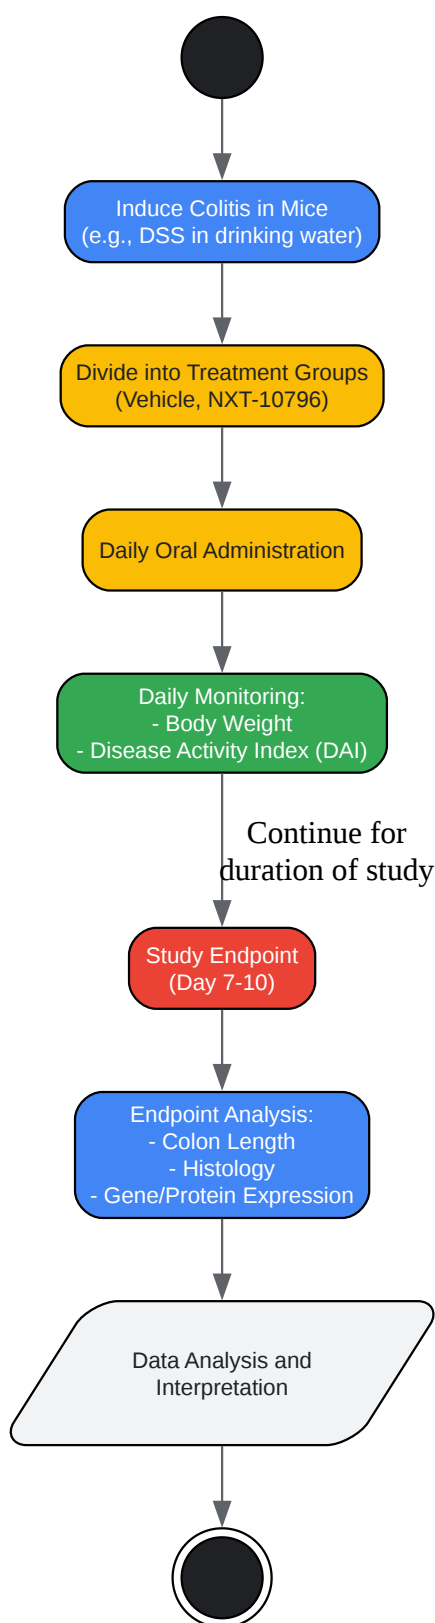 Induce Colitis in Mice
(e.g., DSS in drinking water)
Divide into Treatment Groups
(Vehicle, NXT-10796)
Daily Oral Administration
Daily Monitoring:
- Body Weight
- Disease Activity Index (DAI)
Continue for
duration of study
Study Endpoint
(Day 7-10)
Endpoint Analysis:
- Colon Length
- Histology
- Gene/Protein Expression
Data Analysis and
Interpretation